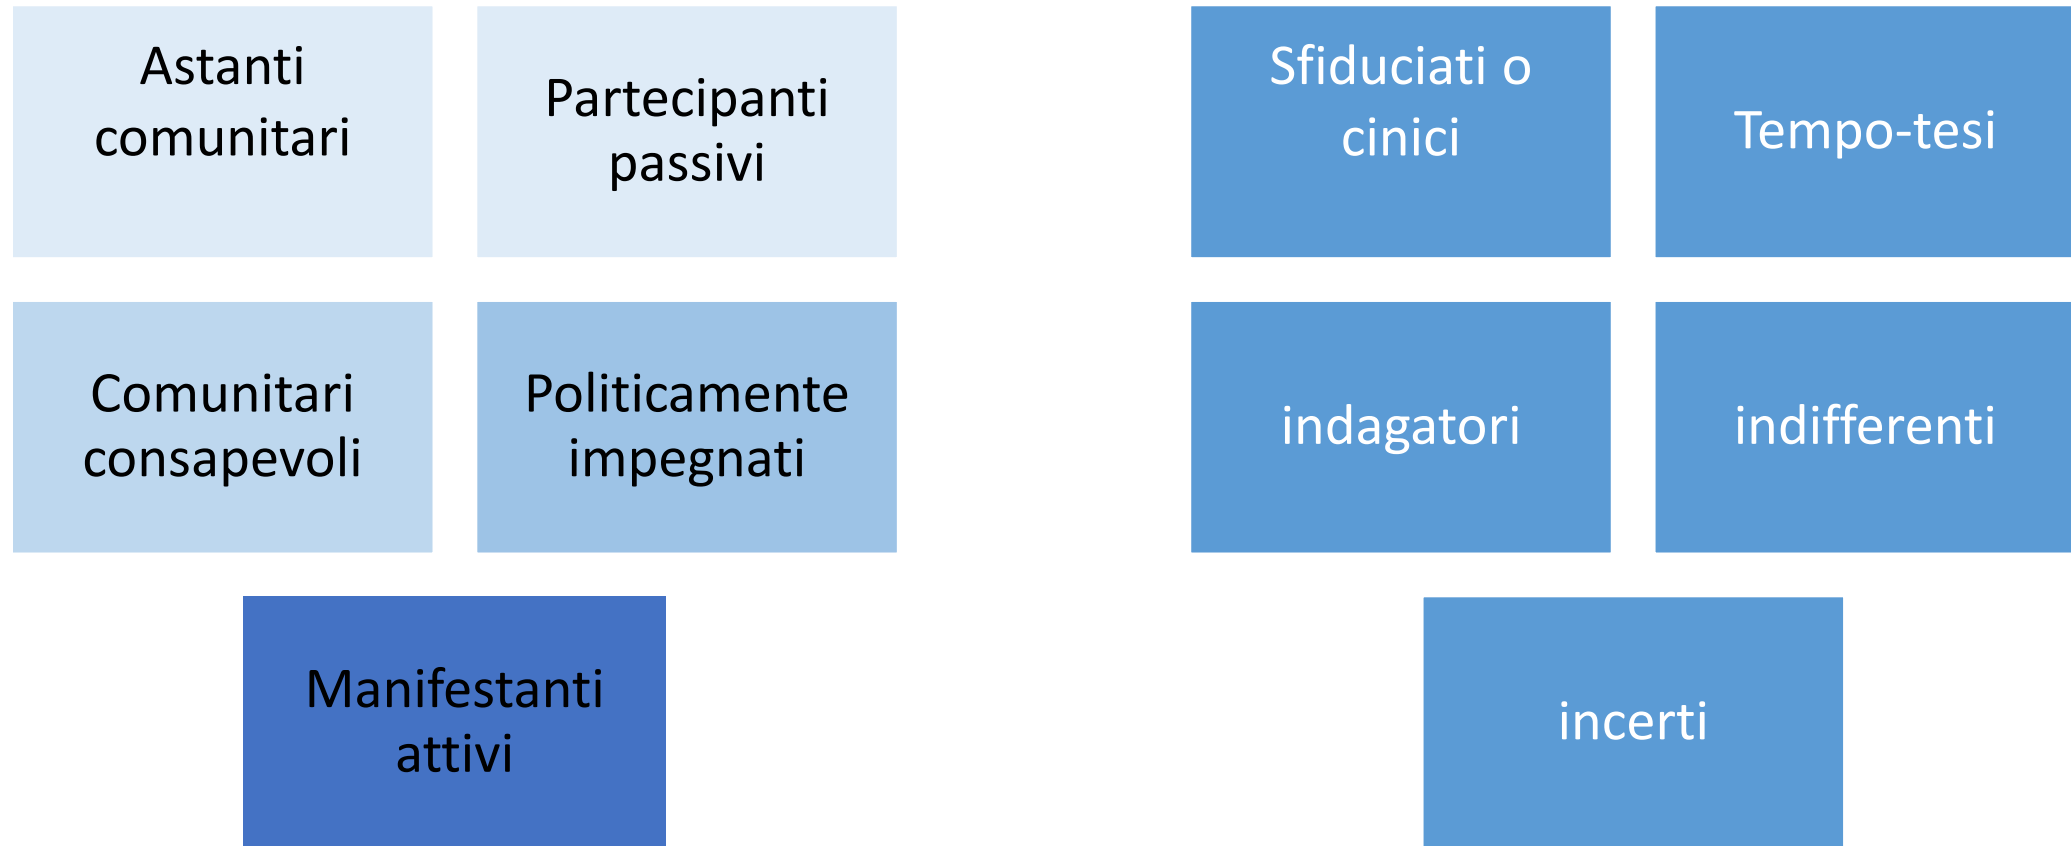 Astanti
comunitari
Partecipanti
passivi
Comunitari
consapevoli
Politicamente
impegnati
Manifestanti
attivi
Sfiduciati o
cinici
Tempo-tesi
indagatori
indifferenti
incerti